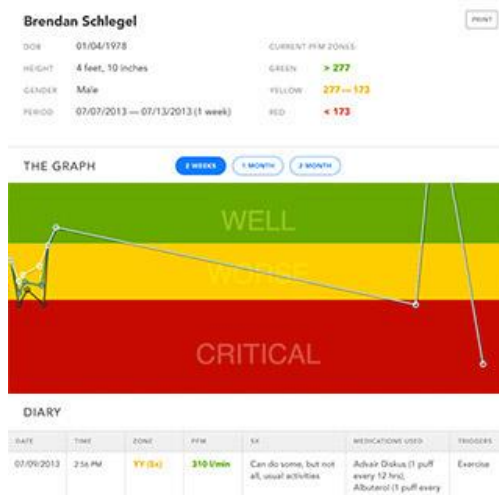 Brendan Schlegel
PRINT
DOB 01/04/1978
CURRENT PFM ZONES:
HEIGHT 4 feet, 10 inches
GREEN > 277
GENDER Male
YELLOW 277 — 173
PERIOD 07/07/2013 — 07/13/2013 (1 week)
RED < 173
THE GRAPH
2 WEEKS 1 MONTH 3 MONTH
WELL
WORSE
CRITICAL
DIARY
DATE TIME ZONE PFM SX MEDICATIONS USED TRIGGERS
07/09/2013 2:56 PM YY (Sx) 310 l/min Can do some, but not Advair Diskus (1 puff Exercise
all, usual activities every 12 hrs),
Albuterol (1 puff every